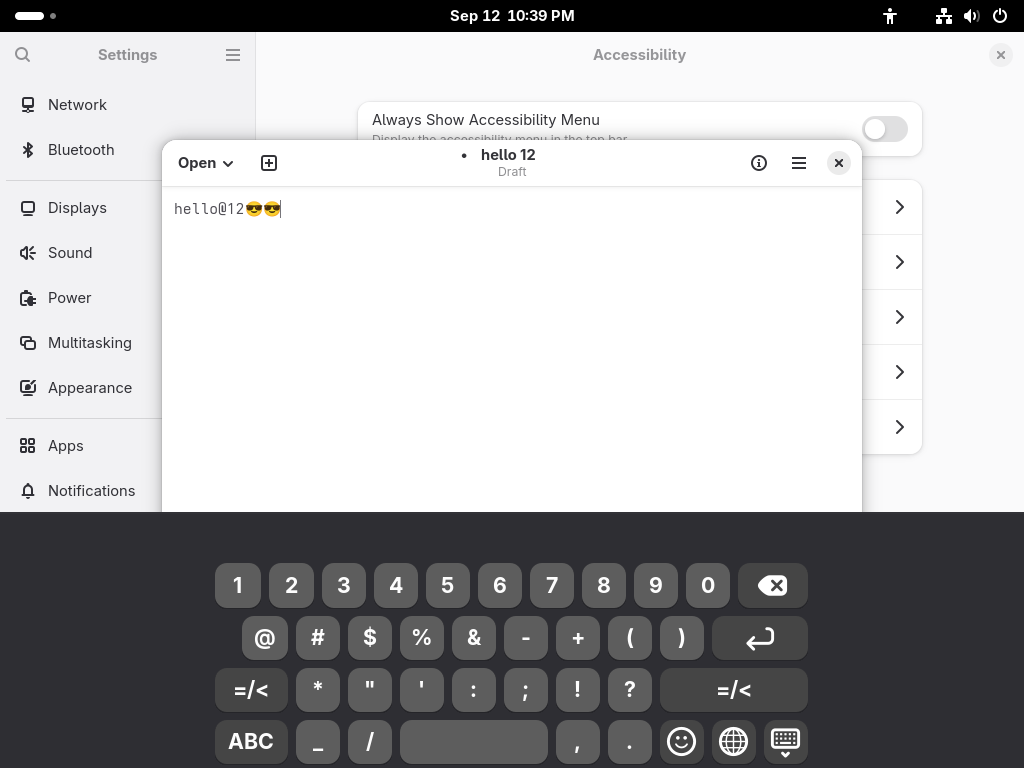 Sep 12 10:39 PM
Settings
Accessibility
Network
Bluetooth
Displays
Sound
Power
Multitasking
Appearance
Apps
Notifications
Always Show Accessibility Menu
Display the accessibility menu in the top bar
Open
• hello 12
Draft
hello@12😎😎
1 2 3 4 5 6 7 8 9 0
@ # $ % & - + ( )
=/< * " ' : ; ! ? =/<
ABC _ / , .